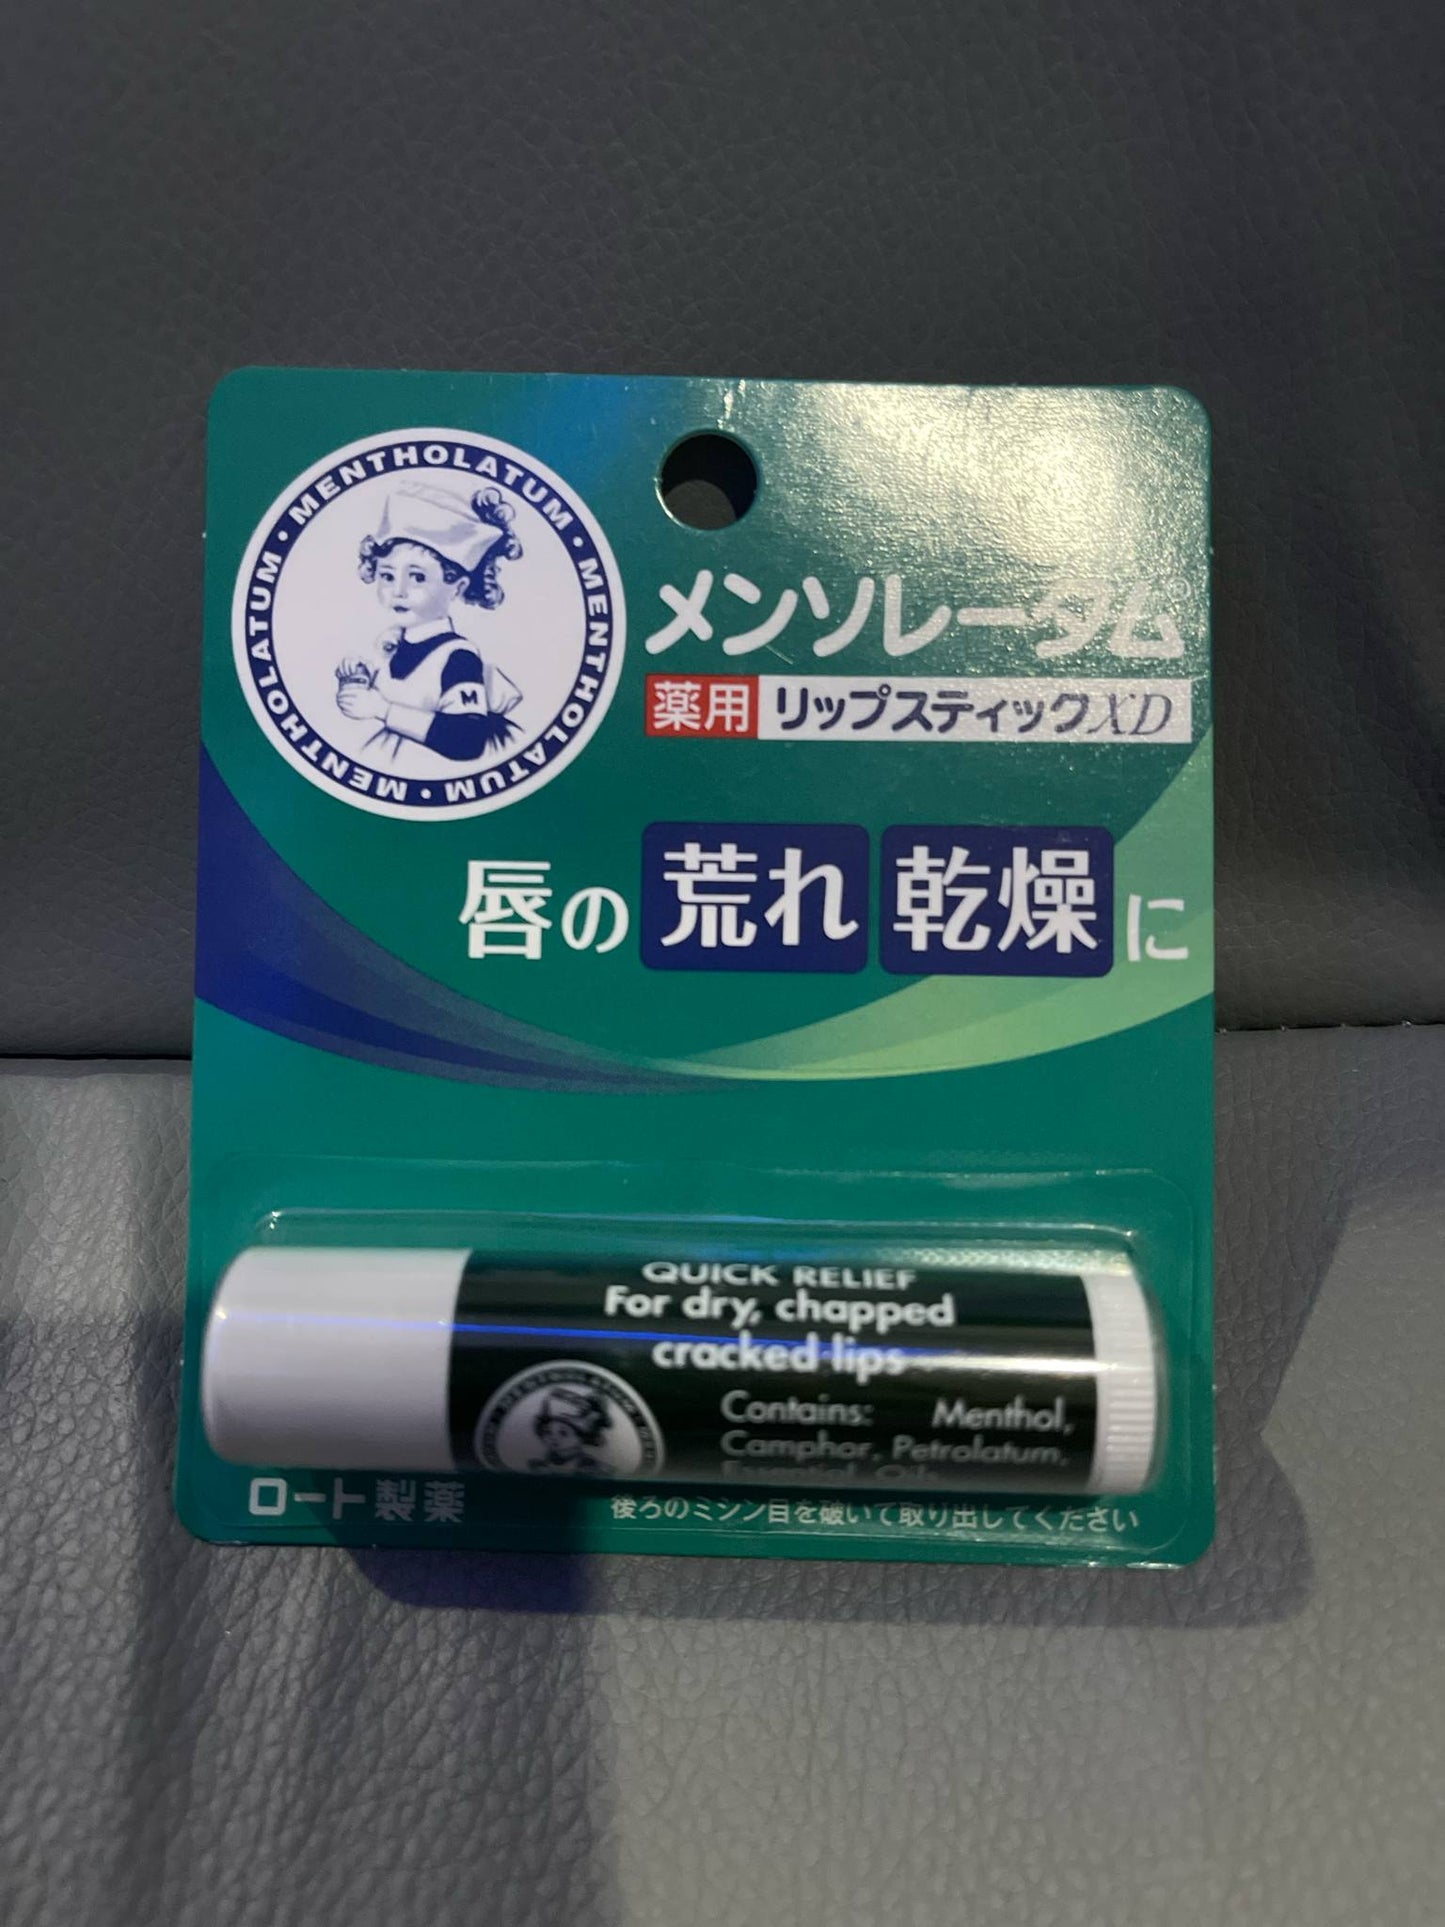 MENTHOLATUM · MENTHOLATUM · MENTHOLATUM ·
M
メンソレータム®
薬用 リップスティックXD
唇の 荒れ 乾燥 に
QUICK RELIEF
For dry, chapped
cracked lips
MENTHOLATUM
Contains: Menthol,
Camphor, Petrolatum,
Essential Oils
ロート製薬
後ろのミシン目を破いて取り出してください